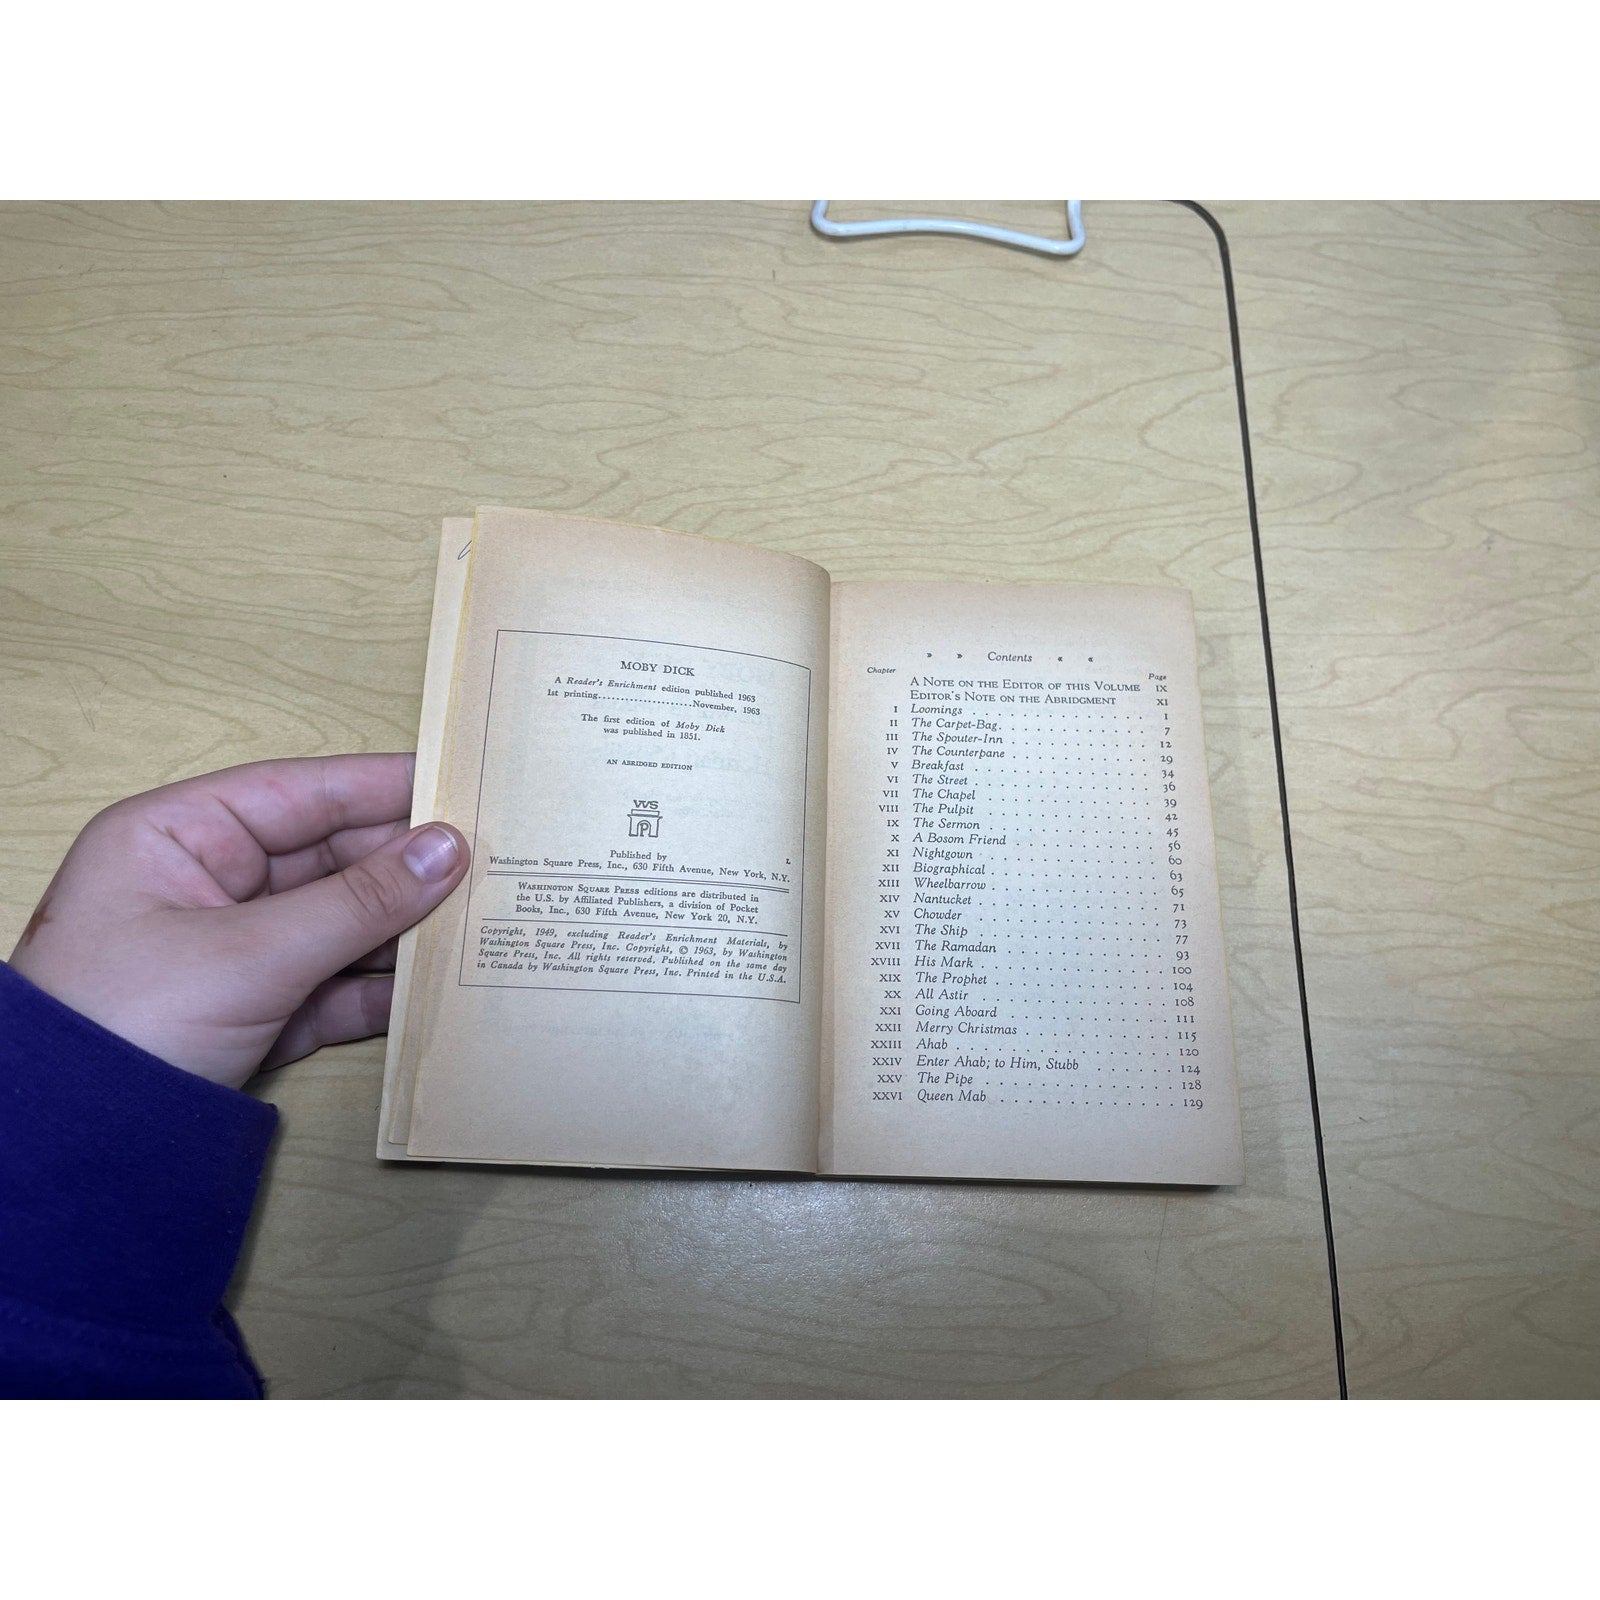 MOBY DICK
A Reader's Enrichment edition published 1963
1st printing.....................November, 1963
The first edition of Moby Dick
was published in 1851.
AN ABRIDGED EDITION
WS
P
Published by
L
Washington Square Press, Inc., 630 Fifth Avenue, New York, N.Y.
WASHINGTON SQUARE PRESS editions are distributed in
the U.S. by Affiliated Publishers, a division of Pocket
Books, Inc., 630 Fifth Avenue, New York 20, N.Y.
Copyright, 1949, excluding Reader's Enrichment Materials, by
Washington Square Press, Inc. Copyright, © 1963, by Washington
Square Press, Inc. All rights reserved. Published on the same day
in Canada by Washington Square Press, Inc. Printed in the U.S.A.
» » Contents « «
Chapter Page
A NOTE ON THE EDITOR OF THIS VOLUME IX
EDITOR'S NOTE ON THE ABRIDGMENT XI
I Loomings . . . . . . . . . . . . . 1
II The Carpet-Bag. . . . . . . . . . . 7
III The Spouter-Inn . . . . . . . . . . 12
IV The Counterpane . . . . . . . . . . 29
V Breakfast . . . . . . . . . . . . . 34
VI The Street . . . . . . . . . . . . . 36
VII The Chapel . . . . . . . . . . . . 39
VIII The Pulpit . . . . . . . . . . . . 42
IX The Sermon . . . . . . . . . . . . 45
X A Bosom Friend . . . . . . . . . . 56
XI Nightgown . . . . . . . . . . . . 60
XII Biographical . . . . . . . . . . . . 63
XIII Wheelbarrow . . . . . . . . . . . 65
XIV Nantucket . . . . . . . . . . . . 71
XV Chowder . . . . . . . . . . . . . 73
XVI The Ship . . . . . . . . . . . . . 77
XVII The Ramadan . . . . . . . . . . . 93
XVIII His Mark . . . . . . . . . . . . . 100
XIX The Prophet . . . . . . . . . . . . 104
XX All Astir . . . . . . . . . . . . . 108
XXI Going Aboard . . . . . . . . . . . 111
XXII Merry Christmas . . . . . . . . . . 115
XXIII Ahab . . . . . . . . . . . . . . . 120
XXIV Enter Ahab; to Him, Stubb . . . . . . 124
XXV The Pipe . . . . . . . . . . . . . 128
XXVI Queen Mab . . . . . . . . . . . . 129